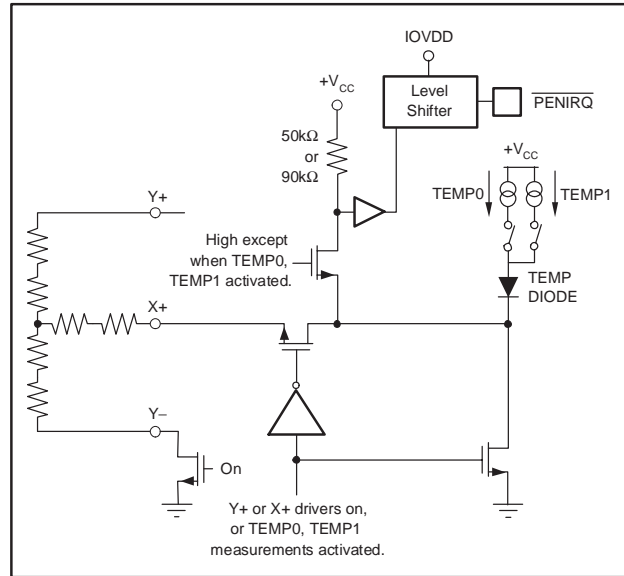 IOVDD
Level
Shifter
PENIRQ
+VCC
50kΩ
or
90kΩ
+VCC
TEMP0
TEMP1
Y+
High except
when TEMP0,
TEMP1 activated.
TEMP
DIODE
X+
Y−
On
Y+ or X+ drivers on,
or TEMP0, TEMP1
measurements activated.